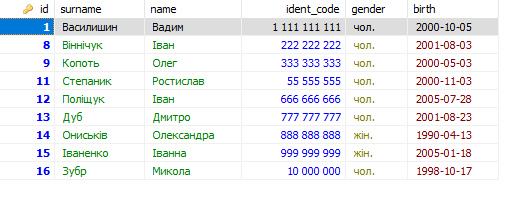 id surname name ident_code gender birth
1 Василишин Вадим 1 111 111 111 чол. 2000-10-05
8 Віннічук Іван 222 222 222 чол. 2001-08-03
9 Копоть Олег 333 333 333 чол. 2000-05-03
11 Степаник Ростислав 55 555 555 чол. 2000-11-03
12 Поліщук Іван 666 666 666 чол. 2005-07-28
13 Дуб Дмитро 777 777 777 чол. 2001-08-23
14 Ониськів Олександра 888 888 888 жін. 1990-04-13
15 Іваненко Іванна 999 999 999 жін. 2005-01-18
16 Зубр Микола 10 000 000 чол. 1998-10-17